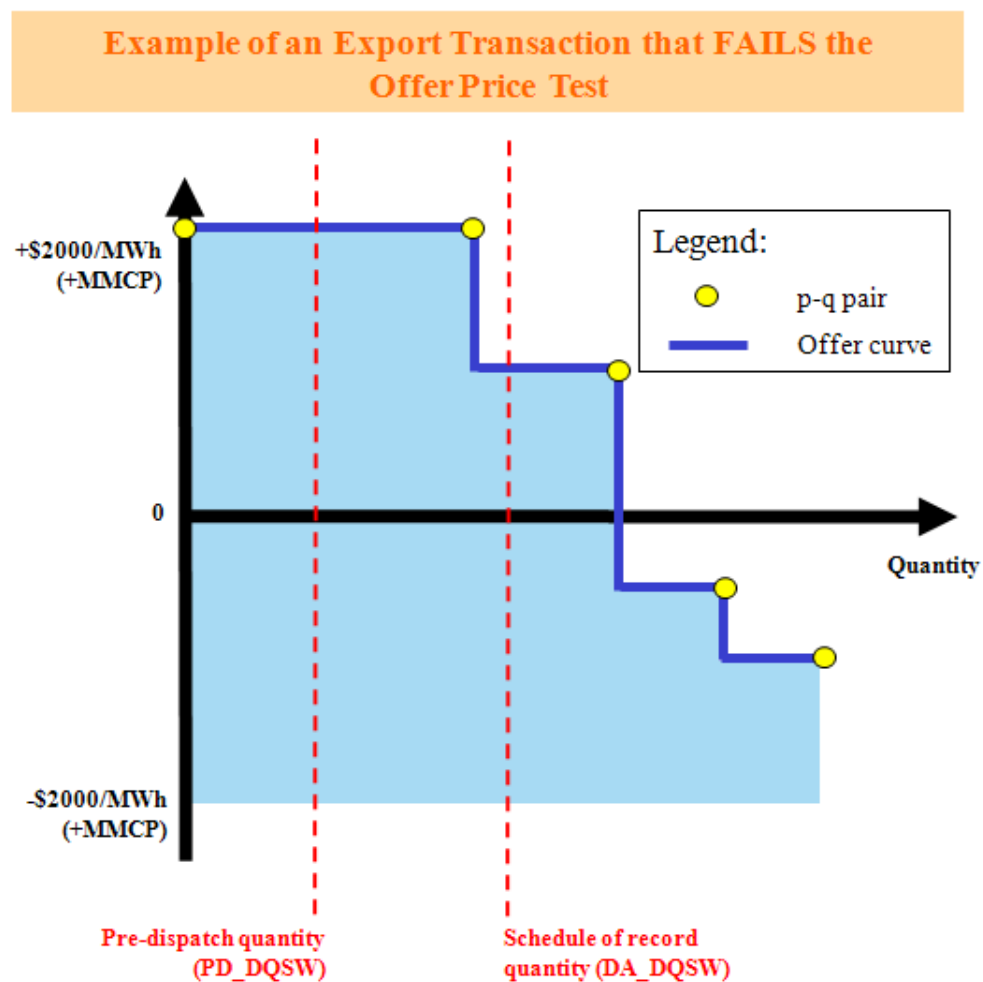 Example of an Export Transaction that FAILS the
Offer Price Test
+$2000/MWh
(+MMCP)
Legend:
p-q pair
Offer curve
0
Quantity
-$2000/MWh
(+MMCP)
Pre-dispatch quantity
(PD_DQSW)
Schedule of record
quantity (DA_DQSW)